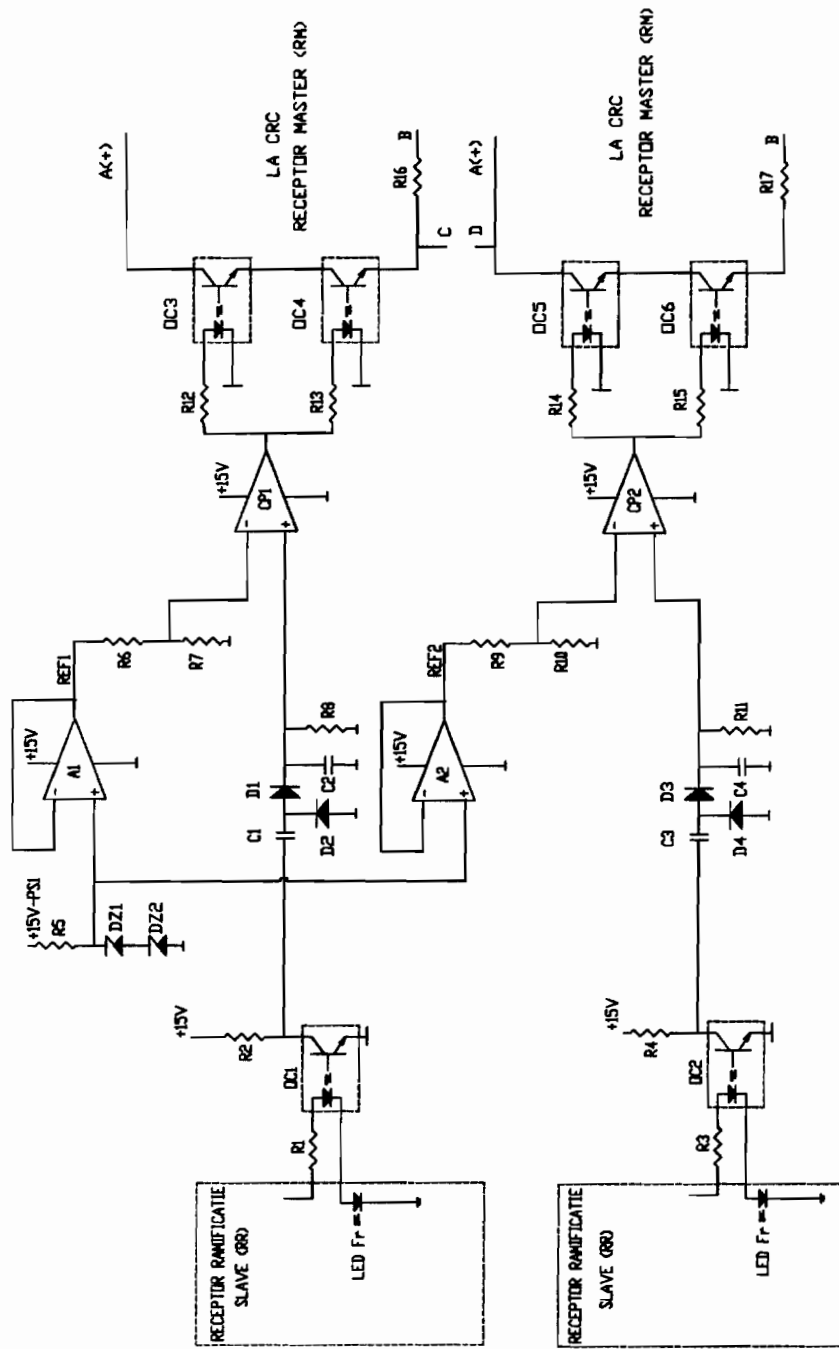 RECEPTOR RAMIFICATIE
SLAVE (RR)
LED Fr
R1
OC1
R2
+15V
+15V-PS1
R5
DZ1
DZ2
-
+
A1
+15V
REF1
R6
R7
C1
D1
D2
C2
R8
-
+
CP1
+15V
R12
R13
OC3
OC4
A(+)
LA CRC
RECEPTOR MASTER (RM)
R16
B
C
D
RECEPTOR RAMIFICATIE
SLAVE (RR)
LED Fr
R3
OC2
R4
+15V
-
+
A2
+15V
REF2
R9
R10
C3
D3
D4
C4
R11
-
+
CP2
+15V
R14
R15
OC5
OC6
A(+)
LA CRC
RECEPTOR MASTER (RM)
R17
B